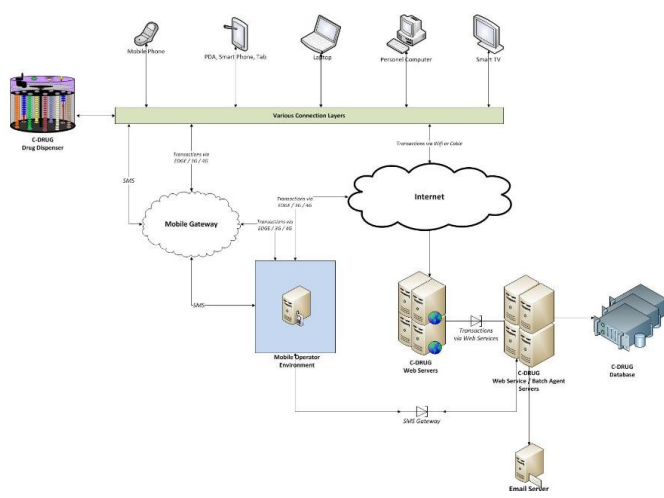 Mobile Phone
PDA, Smart Phone, Tab
Laptop
Personel Computer
Smart TV
C-DRUG
Drug Dispenser
Various Connection Layers
SMS
Transactions via
EDGE / 3G / 4G
Transactions via Wifi or Cable
Mobile Gateway
Transactions via
EDGE / 3G / 4G
Transactions via
EDGE / 3G / 4G
Internet
SMS
Mobile Operator
Environment
C-DRUG
Web Servers
Transactions
via Web Services
C-DRUG
Web Service / Batch Agent
Servers
C-DRUG
Database
SMS Gateway
Email Server